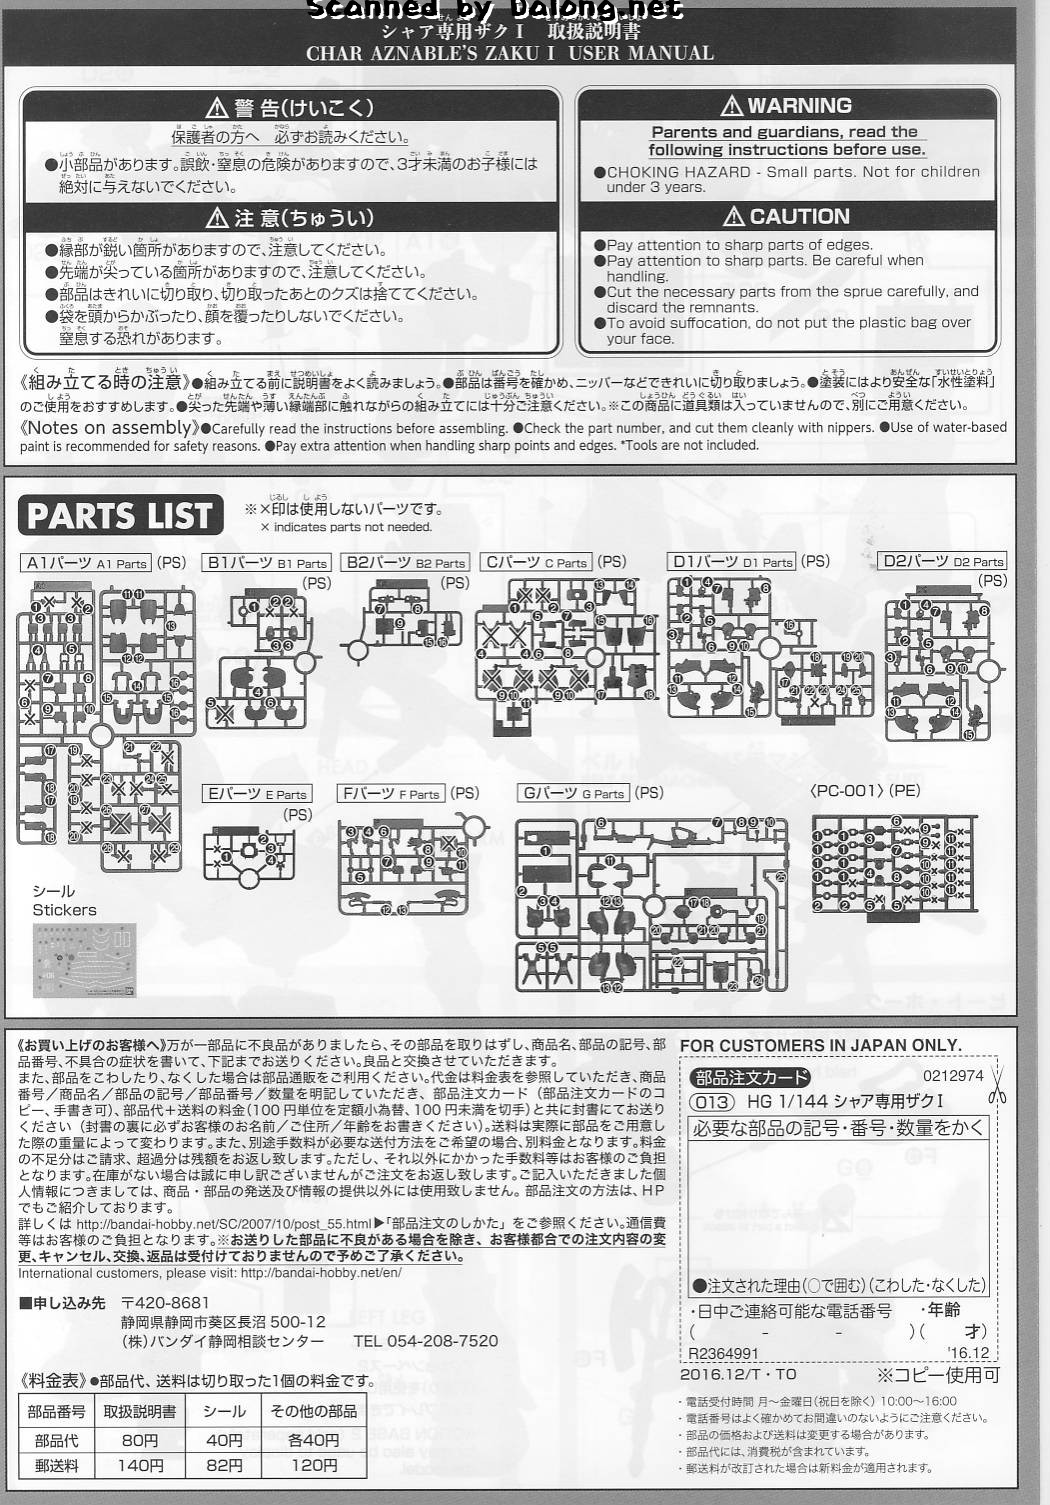 Scanned by Dalong.net
シャア専用ザクⅠ 取扱説明書
CHAR AZNABLE'S ZAKU I USER MANUAL
⚠警告(けいこく)
保護者の方へ 必ずお読みください。
●小部品があります。誤飲・窒息の危険がありますので、3才未満のお子様には
絶対に与えないでください。
⚠注意(ちゅうい)
●縁部が鋭い箇所がありますので、注意してください。
●先端が尖っている箇所がありますので、注意してください。
●部品はきれいに切り取り、切り取ったあとのクズは捨ててください。
●袋を頭からかぶったり、顔を覆ったりしないでください。
窒息する恐れがあります。
⚠WARNING
Parents and guardians, read the
following instructions before use.
●CHOKING HAZARD - Small parts. Not for children
under 3 years.
⚠CAUTION
●Pay attention to sharp parts of edges.
●Pay attention to sharp parts. Be careful when
handling.
●Cut the necessary parts from the sprue carefully, and
discard the remnants.
●To avoid suffocation, do not put the plastic bag over
your face.
《組み立てる時の注意》●組み立てる前に説明書をよく読みましょう。●部品は番号を確かめ、ニッパーなどできれいに切り取りましょう。●塗装にはより安全な「水性塗料」
のご使用をおすすめします。●尖った先端や薄い縁端部に触れながらの組み立てには十分ご注意ください。※この商品に道具類は入っていませんので、別にご用意ください。
《Notes on assembly》●Carefully read the instructions before assembling. ●Check the part number, and cut them cleanly with nippers. ●Use of water-based
paint is recommended for safety reasons. ●Pay extra attention when handling sharp points and edges. *Tools are not included.
PARTS LIST
※×印は使用しないパーツです。
× indicates parts not needed.
A1パーツ A1 Parts (PS)
B1パーツ B1 Parts (PS)
B2パーツ B2 Parts (PS)
Cパーツ C Parts (PS)
D1パーツ D1 Parts (PS)
D2パーツ D2 Parts (PS)
Eパーツ E Parts (PS)
Fパーツ F Parts (PS)
Gパーツ G Parts (PS)
〈PC-001〉(PE)
シール
Stickers
《お買い上げのお客様へ》万が一部品に不良品がありましたら、その部品を取りはずし、商品名、部品の記号、部
品番号、不具合の症状を書いて、下記までお送りください。良品と交換させていただきます。
また、部品をこわしたり、なくした場合は部品通販をご利用ください。代金は料金表を参照していただき、商品
番号／商品名／部品の記号／部品番号／数量を明記していただき、部品注文カード（部品注文カードのコ
ピー、手書き可）、部品代+送料の料金（100円単位を定額小為替、100円未満を切手）と共に封書にてお送り
ください（封書の裏に必ずお客様のお名前／ご住所／年齢をお書きください）。送料は実際に部品をご用意し
た際の重量によって変わります。また、別途手数料が必要な送付方法をご希望の場合、別料金となります。料金
の不足分はご請求、超過分は残額をお返し致します。ただし、それ以外にかかった手数料等はお客様のご負担
となります。在庫がない場合は誠に申し訳ございませんがご注文をお返し致します。ご記入いただきました個
人情報につきましては、商品・部品の発送及び情報の提供以外には使用致しません。部品注文の方法は、HP
でもご紹介しております。
詳しくは http://bandai-hobby.net/SC/2007/10/post_55.html▶「部品注文のしかた」をご参照ください。通信費
等はお客様のご負担となります。※お送りした部品に不良がある場合を除き、お客様都合での注文内容の変
更、キャンセル、交換、返品は受付けておりませんので予めご了承ください。
International customers, please visit: http://bandai-hobby.net/en/
■申し込み先 〒420-8681
静岡県静岡市葵区長沼500-12
（株）バンダイ静岡相談センター TEL 054-208-7520
《料金表》●部品代、送料は切り取った1個の料金です。
部品番号 取扱説明書 シール その他の部品
部品代 80円 40円 各40円
郵送料 140円 82円 120円
FOR CUSTOMERS IN JAPAN ONLY.
部品注文カード 0212974
013 HG 1/144 シャア専用ザクⅠ
必要な部品の記号・番号・数量をかく
●注文された理由(○で囲む)(こわした・なくした)
・日中ご連絡可能な電話番号 ・年齢
( - - )( 才)
R2364991 '16.12
2016.12/T・TO ※コピー使用可
・電話受付時間 月～金曜日(祝日を除く) 10:00～16:00
・電話番号はよく確かめてお間違いのないようにご注意ください。
・部品の価格および送料は変更する場合があります。
・部品代には、消費税が含まれています。
・郵送料が改訂された場合は新料金が適用されます。